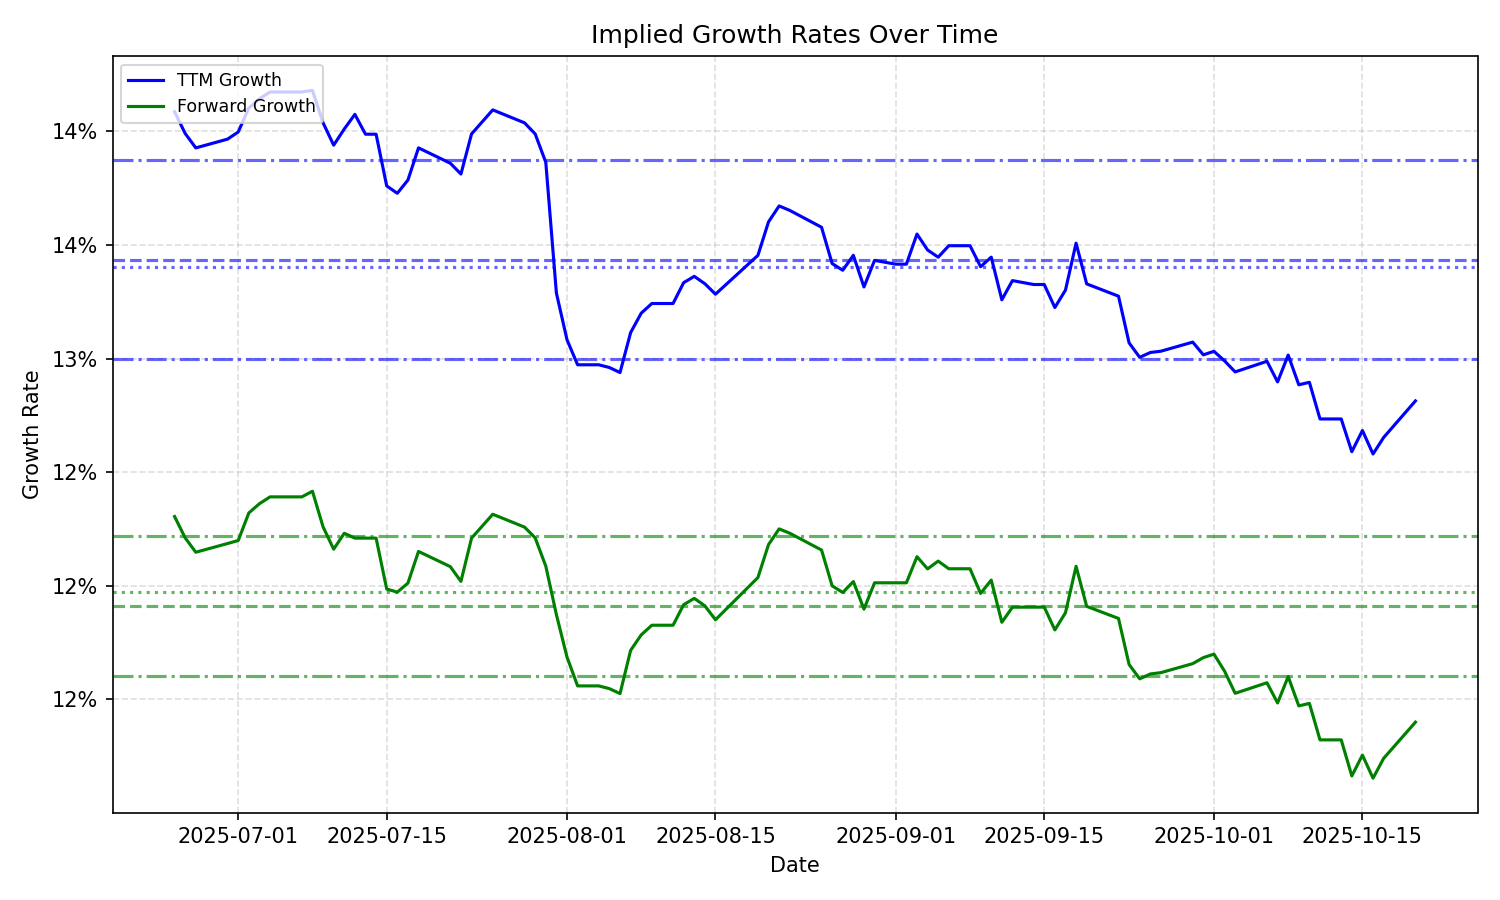 Implied Growth Rates Over Time
TTM Growth
Forward Growth
14%
14%
13%
12%
12%
12%
Growth Rate
2025-07-01 2025-07-15 2025-08-01 2025-08-15 2025-09-01 2025-09-15 2025-10-01 2025-10-15
Date